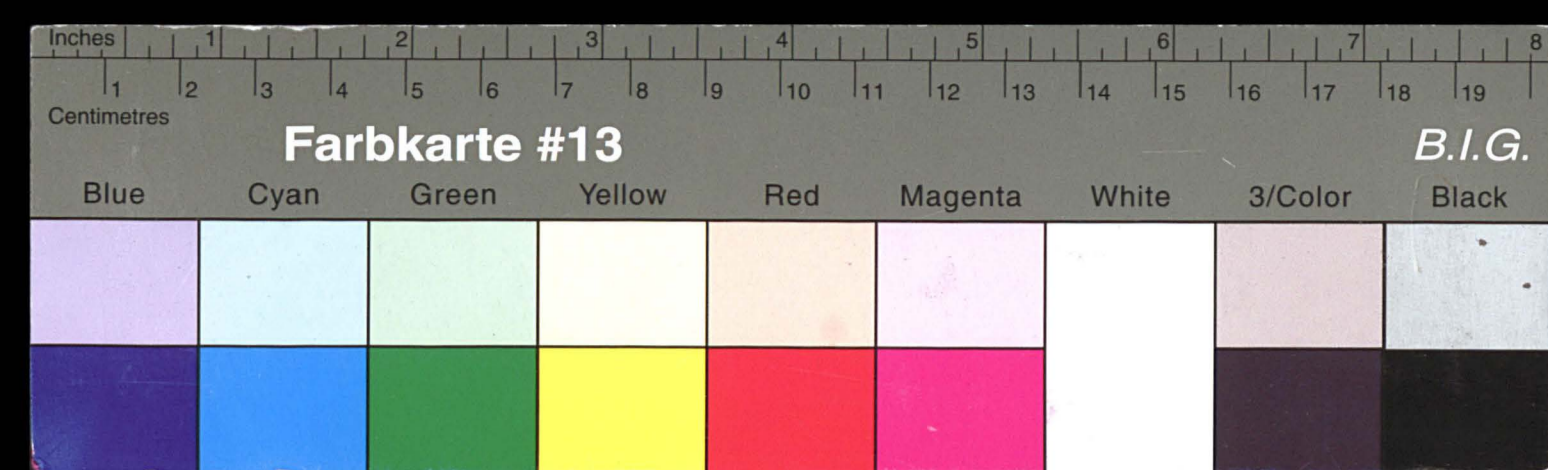 Inches 1 2 3 4 5 6 7 8
1 2 3 4 5 6 7 8 9 10 11 12 13 14 15 16 17 18 19
Centimetres
Farbkarte #13 B.I.G.
Blue Cyan Green Yellow Red Magenta White 3/Color Black